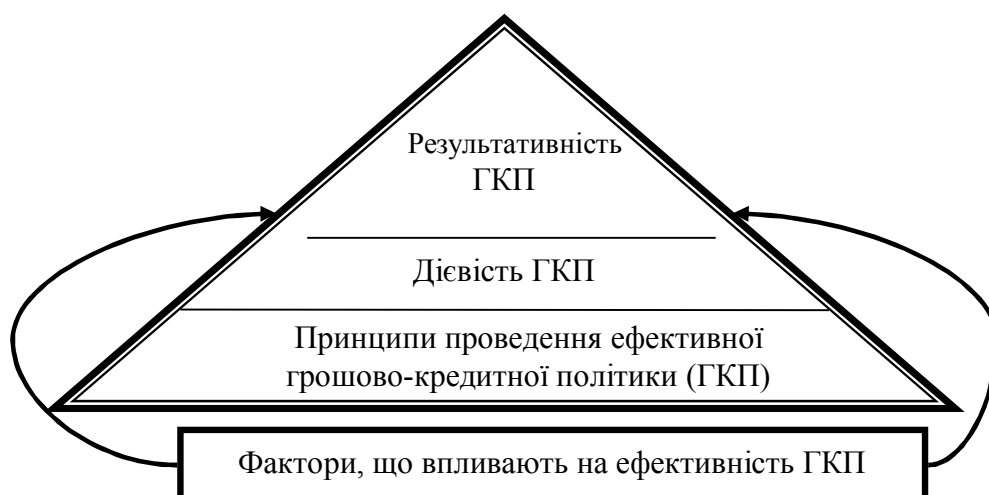 Результативність
ГКП
Дієвість ГКП
Принципи проведення ефективної
грошово-кредитної політики (ГКП)
Фактори, що впливають на ефективність ГКП